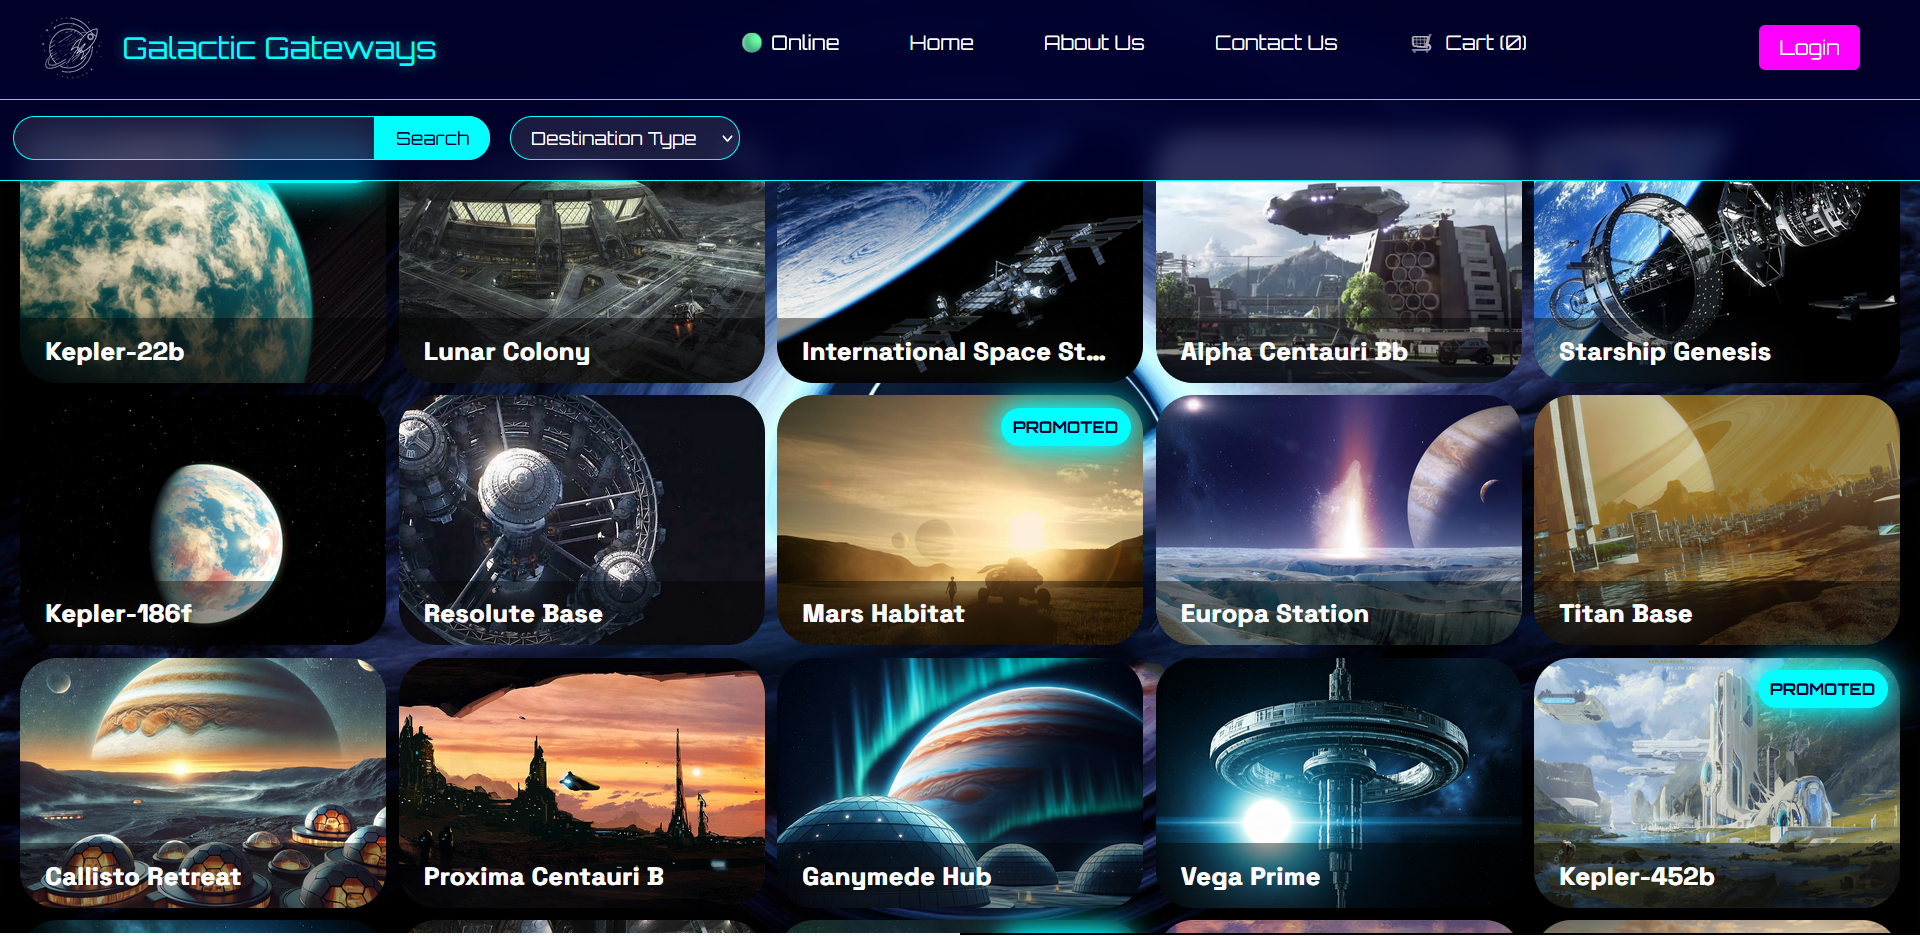 Galactic Gateways
Online
Home
About Us
Contact Us
Cart (0)
Login
Search
Destination Type
Kepler-22b
Lunar Colony
International Space St...
Alpha Centauri Bb
Starship Genesis
PROMOTED
Kepler-186f
Resolute Base
Mars Habitat
Europa Station
Titan Base
PROMOTED
Callisto Retreat
Proxima Centauri B
Ganymede Hub
Vega Prime
Kepler-452b